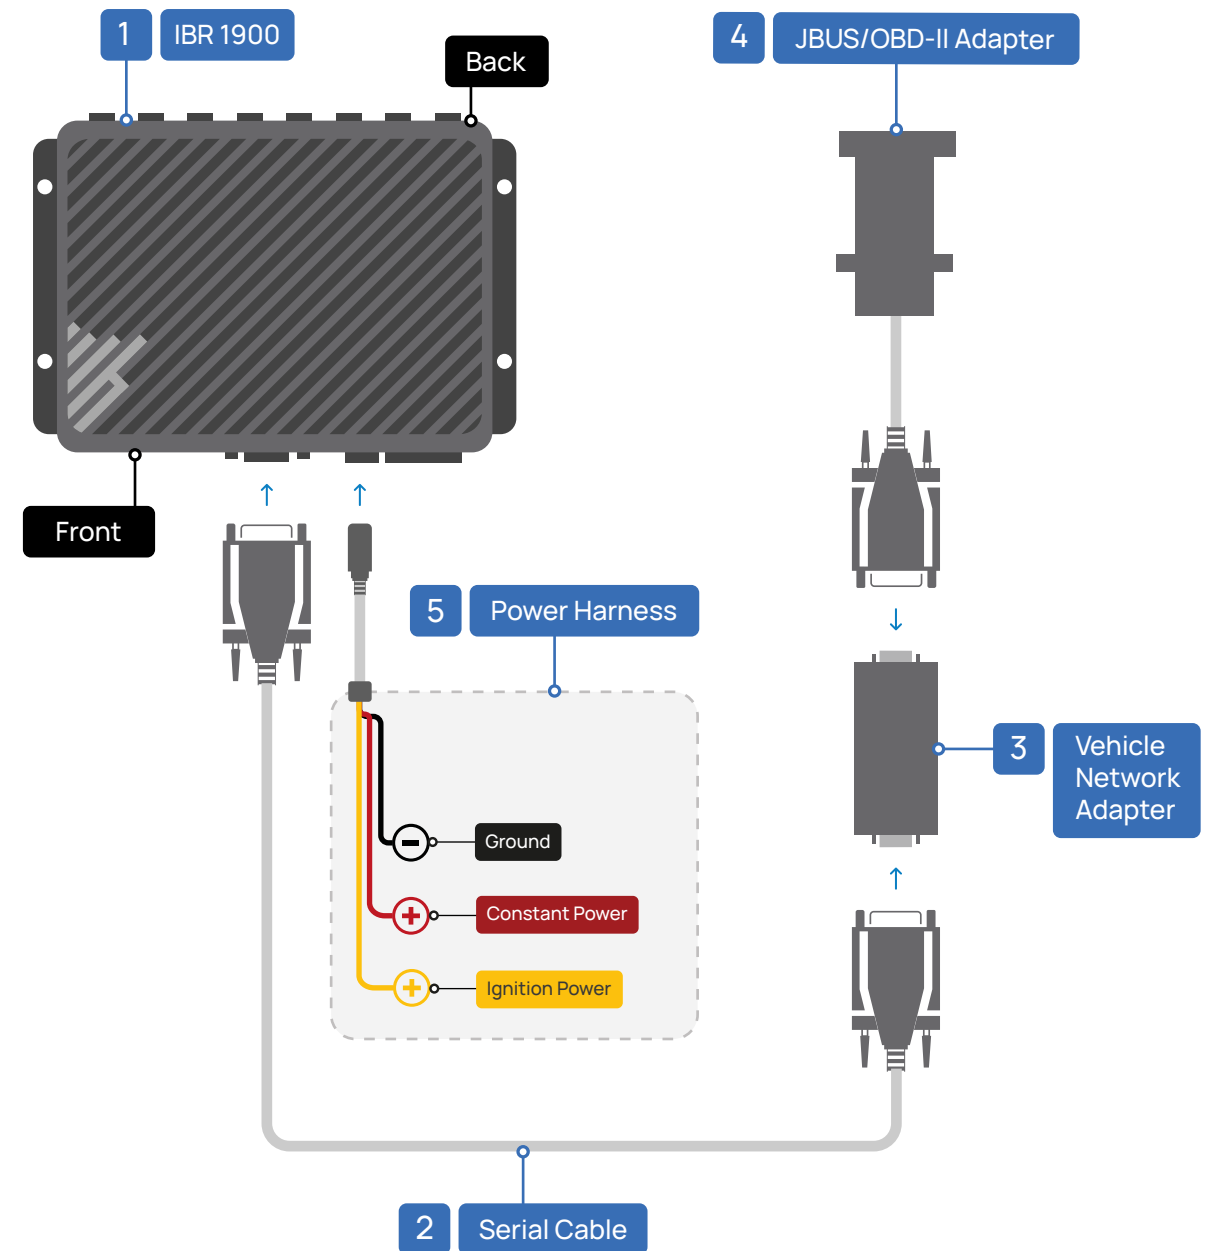 1 IBR 1900
4 JBUS/OBD-II Adapter
Back
Front
5 Power Harness
3 Vehicle
Network
Adapter
Ground
Constant Power
Ignition Power
2 Serial Cable